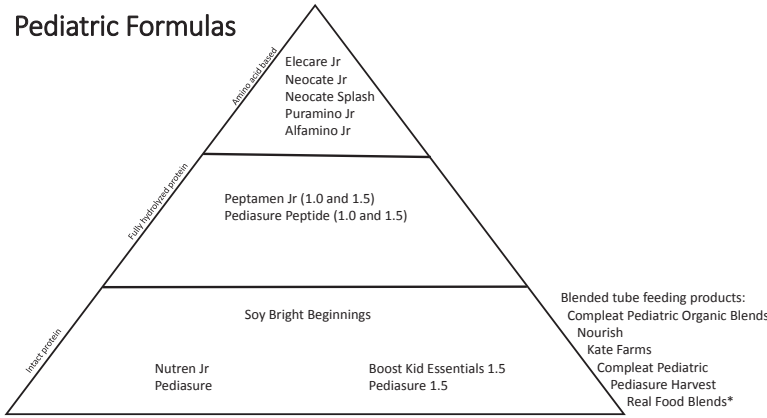 Pediatric Formulas
Amino acid based
Elecare Jr
Neocate Jr
Neocate Splash
Puramino Jr
Alfamino Jr
Fully hydrolyzed protein
Peptamen Jr (1.0 and 1.5)
Pediasure Peptide (1.0 and 1.5)
Intact protein
Soy Bright Beginnings
Nutren Jr
Pediasure
Boost Kid Essentials 1.5
Pediasure 1.5
Blended tube feeding products:
Compleat Pediatric Organic Blends
Nourish
Kate Farms
Compleat Pediatric
Pediasure Harvest
Real Food Blends*